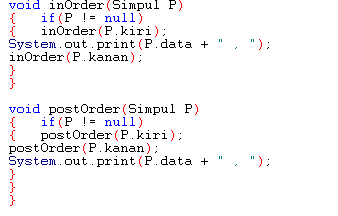 void inOrder(Simpul P)
{ if(P != null)
{ inOrder(P.kiri);
System.out.print(P.data + " , ");
inOrder(P.kanan);
}
}
void postOrder(Simpul P)
{ if(P != null)
{ postOrder(P.kiri);
postOrder(P.kanan);
System.out.print(P.data + " , ");
}
}
}